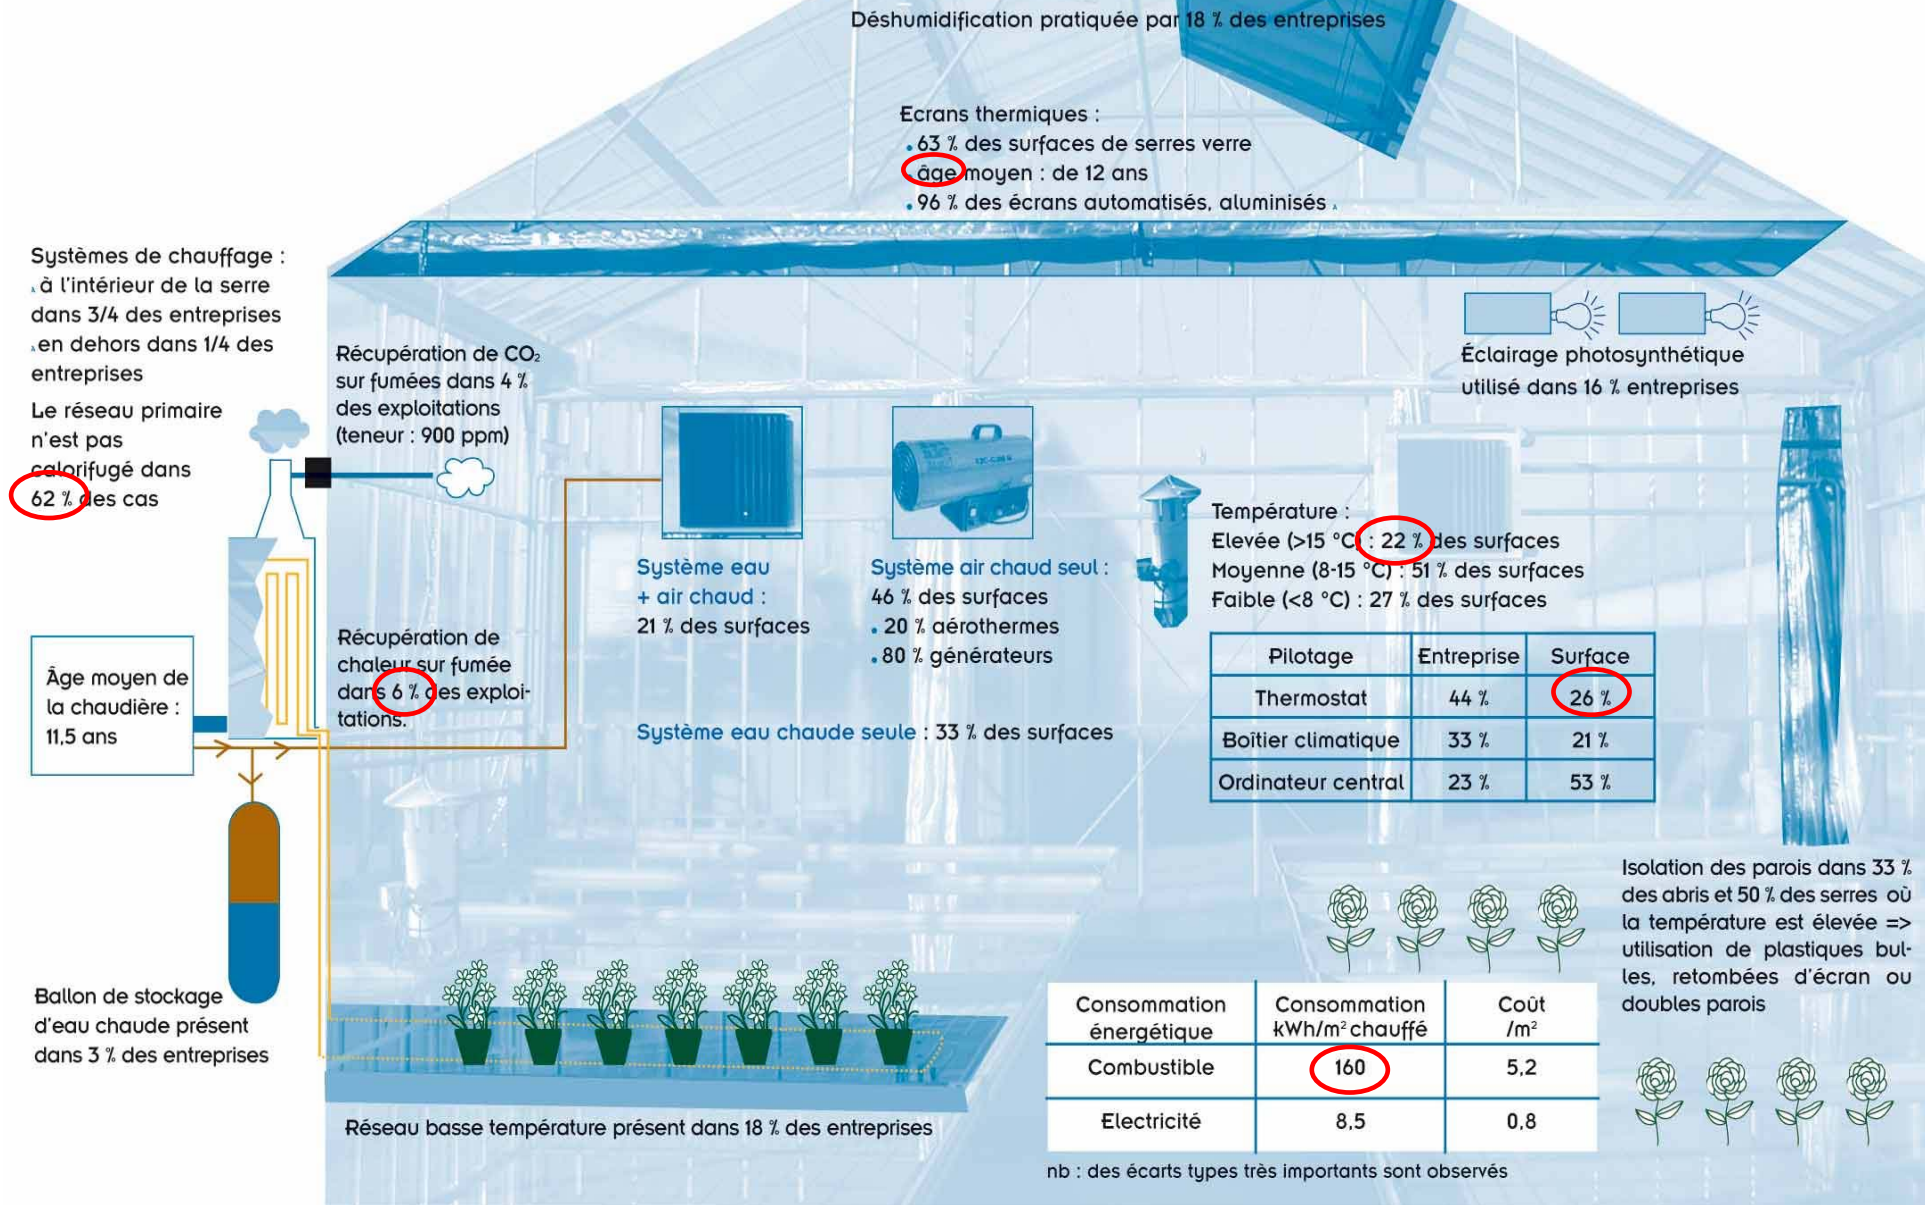 Déshumidification pratiquée par 18 % des entreprises
Ecrans thermiques :
. 63 % des surfaces de serres verre
. âge moyen : de 12 ans
. 96 % des écrans automatisés, aluminisés
Systèmes de chauffage :
à l'intérieur de la serre
dans 3/4 des entreprises
en dehors dans 1/4 des
entreprises
Le réseau primaire
n'est pas
calorifugé dans
62 % des cas
Récupération de CO₂
sur fumées dans 4 %
des exploitations
(teneur : 900 ppm)
Éclairage photosynthétique
utilisé dans 16 % entreprises
Système eau
+ air chaud :
21 % des surfaces
Système air chaud seul :
46 % des surfaces
. 20 % aérothermes
. 80 % générateurs
Température :
Elevée (>15 °C) : 22 % des surfaces
Moyenne (8-15 °C) : 51 % des surfaces
Faible (<8 °C) : 27 % des surfaces
Âge moyen de
la chaudière :
11,5 ans
Récupération de
chaleur sur fumée
dans 6 % des exploi-
tations.
Système eau chaude seule : 33 % des surfaces
Pilotage Entreprise Surface
Thermostat 44 % 26 %
Boîtier climatique 33 % 21 %
Ordinateur central 23 % 53 %
Isolation des parois dans 33 %
des abris et 50 % des serres où
la température est élevée =>
utilisation de plastiques bul-
les, retombées d'écran ou
doubles parois
Ballon de stockage
d'eau chaude présent
dans 3 % des entreprises
Réseau basse température présent dans 18 % des entreprises
Consommation Consommation Coût
énergétique kWh/m² chauffé /m²
Combustible 160 5,2
Electricité 8,5 0,8
nb : des écarts types très importants sont observés